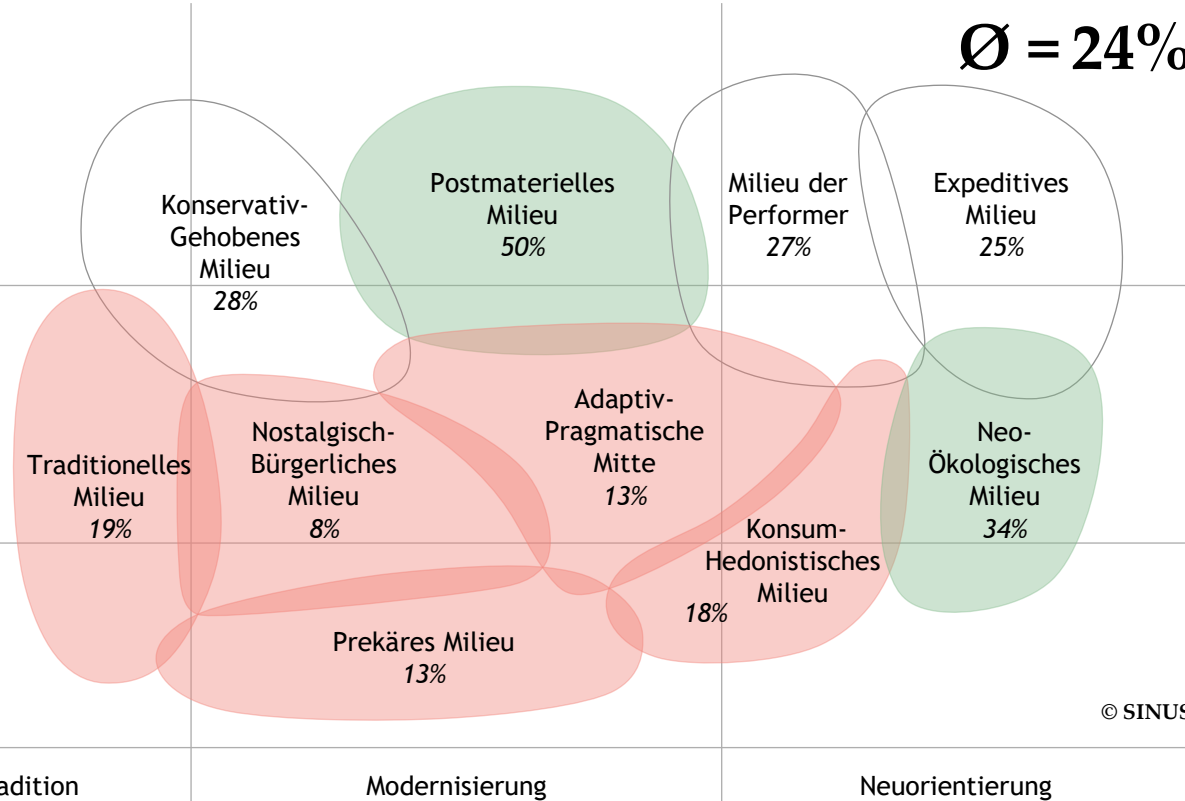 Ø = 24%
Konservativ-
Gehobenes
Milieu
28%
Postmaterielles
Milieu
50%
Milieu der
Performer
27%
Expeditives
Milieu
25%
Traditionelles
Milieu
19%
Nostalgisch-
Bürgerliches
Milieu
8%
Adaptiv-
Pragmatische
Mitte
13%
Konsum-
Hedonistisches
Milieu
18%
Neo-
Ökologisches
Milieu
34%
Prekäres Milieu
13%
© SINUS
adition
Modernisierung
Neuorientierung